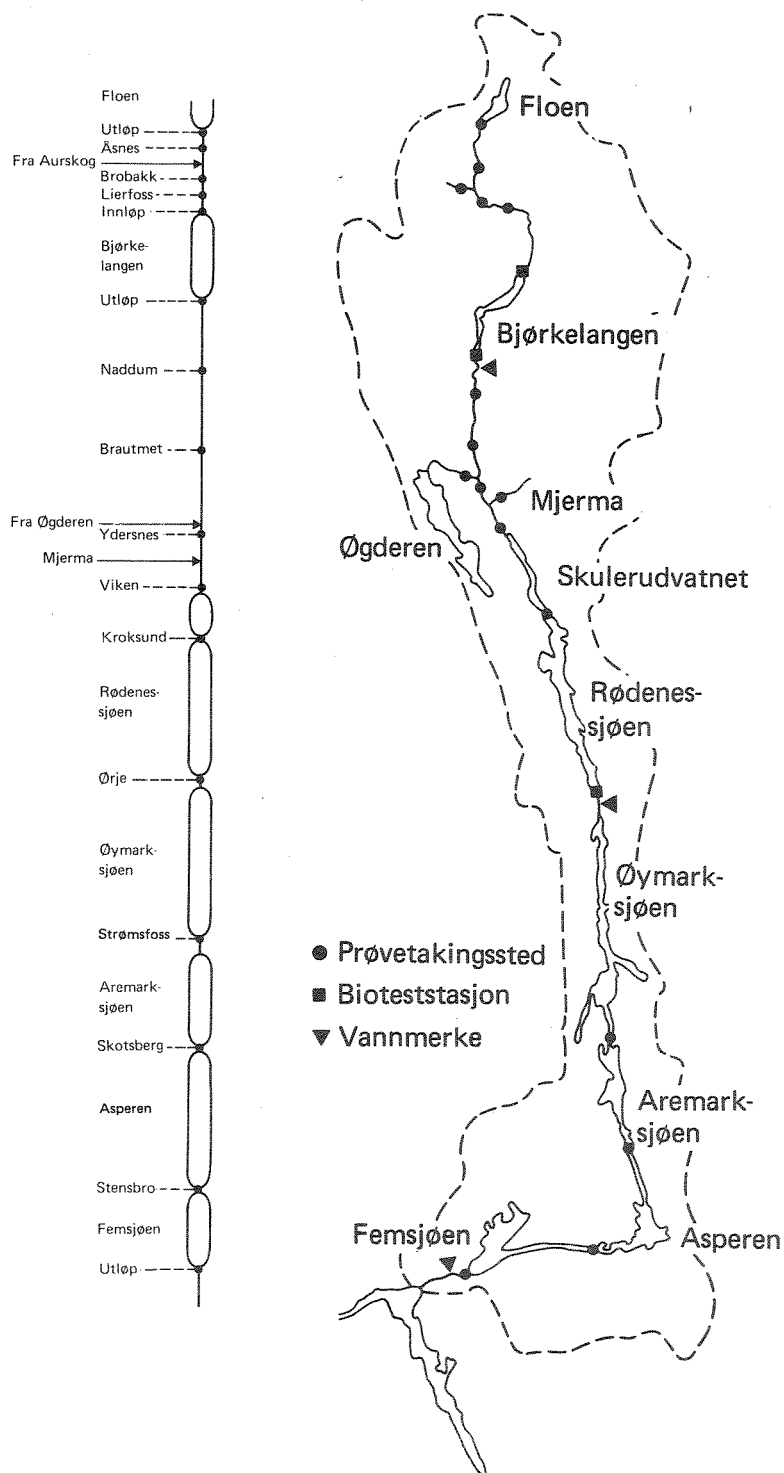 Floen
Utløp
Åsnes
Fra Aurskog
Brobakk
Lierfoss
Innløp
Bjørke-
langen
Utløp
Naddum
Brautmet
Fra Øgderen
Ydersnes
Mjerma
Viken
Kroksund
Rødenes-
sjøen
Ørje
Øymark-
sjøen
Strømsfoss
Aremark-
sjøen
Skotsberg
Asperen
Stensbro
Femsjøen
Utløp
Floen
Bjørkelangen
Mjerma
Øgderen
Skulerudvatnet
Rødenes-
sjøen
Øymark-
sjøen
Prøvetakingssted
Bioteststasjon
Vannmerke
Aremark-
sjøen
Femsjøen
Asperen